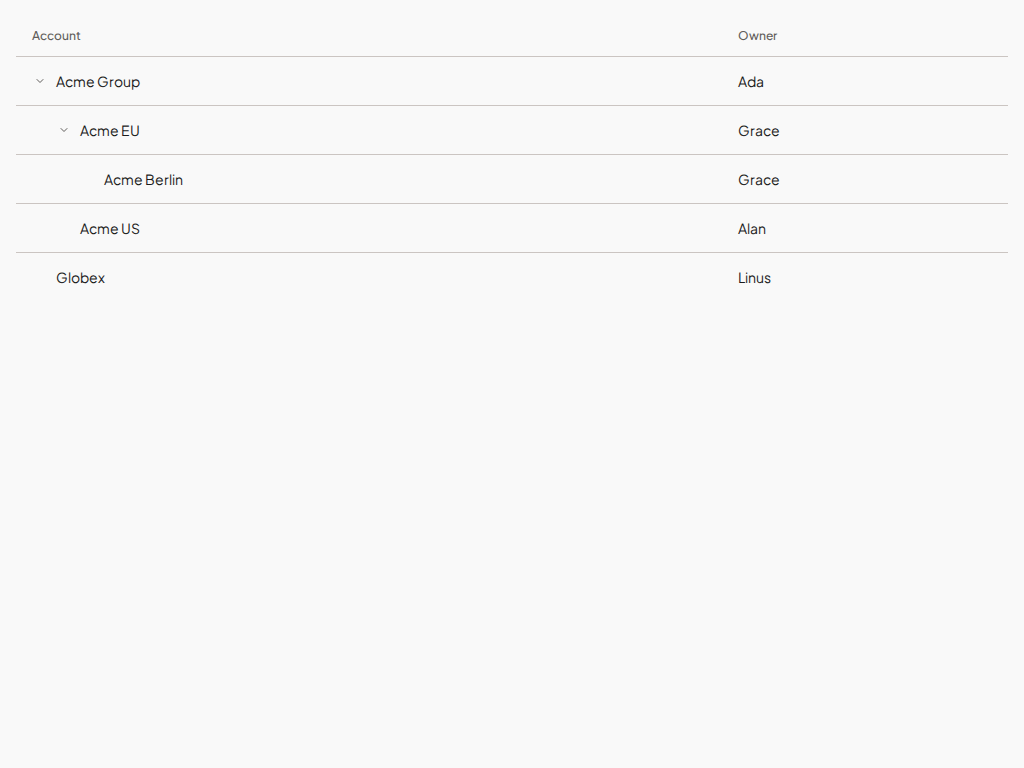 Account Owner
Acme Group Ada
Acme EU Grace
Acme Berlin Grace
Acme US Alan
Globex Linus